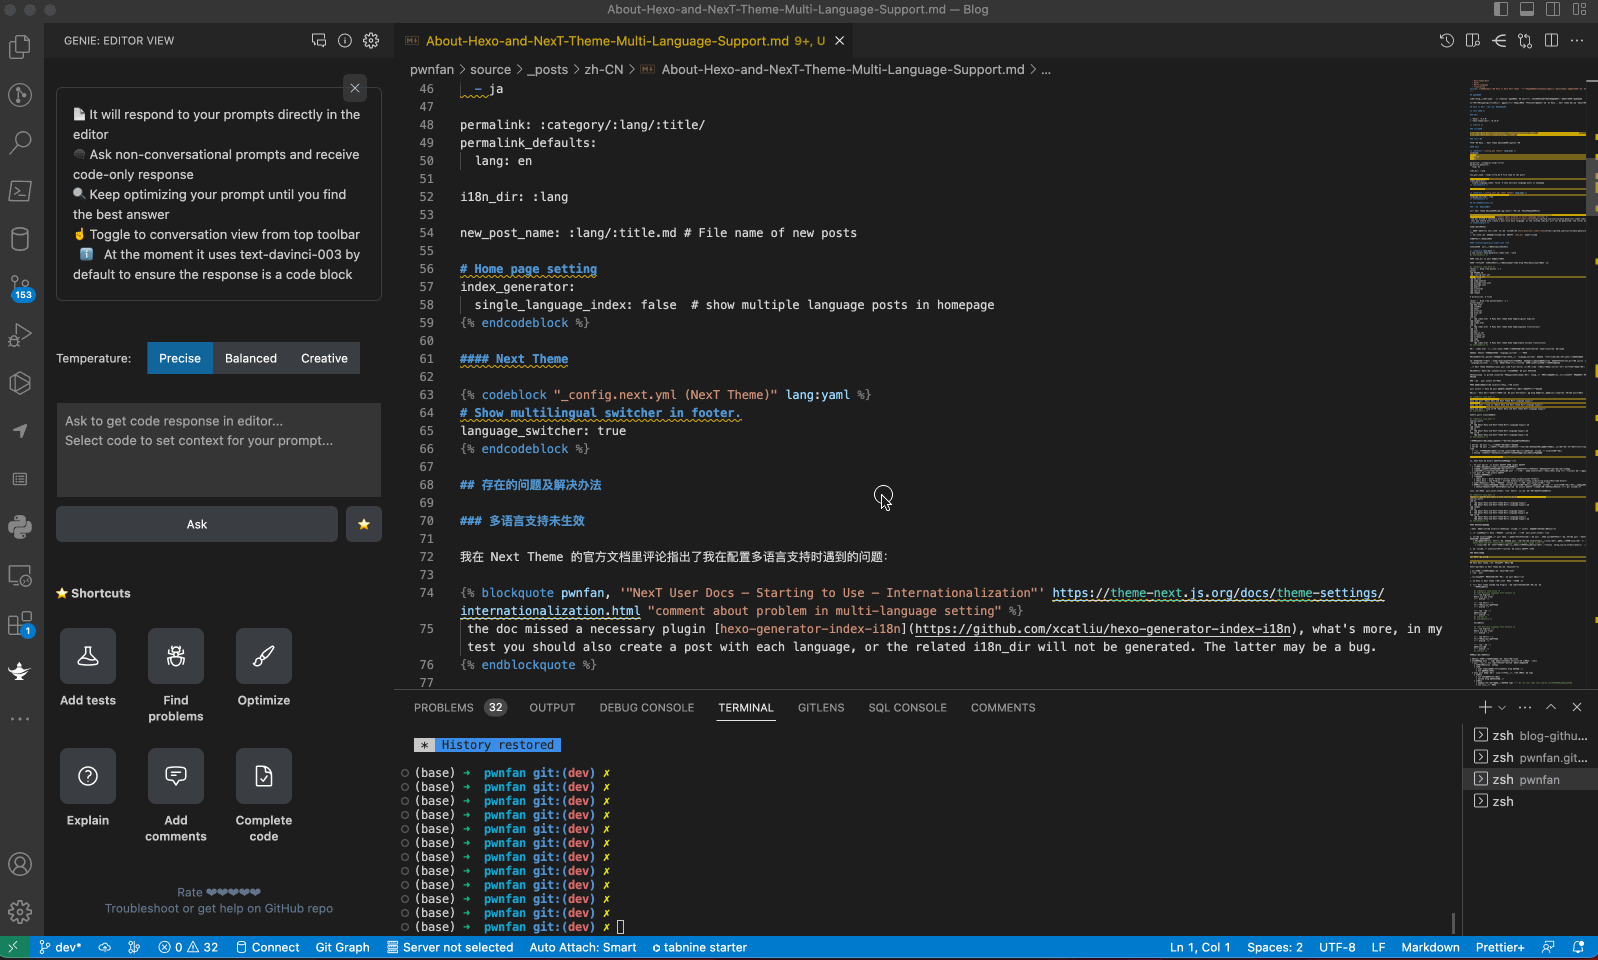 About-Hexo-and-NexT-Theme-Multi-Language-Support.md — Blog
GENIE: EDITOR VIEW
It will respond to your prompts directly in the
editor
Ask non-conversational prompts and receive
code-only response
Keep optimizing your prompt until you find
the best answer
Toggle to conversation view from top toolbar
At the moment it uses text-davinci-003 by
default to ensure the response is a code block
Temperature: Precise Balanced Creative
Ask to get code response in editor...
Select code to set context for your prompt...
Ask
Shortcuts
Add tests
Find
problems
Optimize
Explain
Add
comments
Complete
code
Rate ❤❤❤❤❤
Troubleshoot or get help on GitHub repo
153
1
About-Hexo-and-NexT-Theme-Multi-Language-Support.md 9+, U
pwnfan > source > _posts > zh-CN > About-Hexo-and-NexT-Theme-Multi-Language-Support.md > ...
46 - ja
47
48 permalink: :category/:lang/:title/
49 permalink_defaults:
50 lang: en
51
52 i18n_dir: :lang
53
54 new_post_name: :lang/:title.md # File name of new posts
55
56 # Home page setting
57 index_generator:
58 single_language_index: false # show multiple language posts in homepage
59 {% endcodeblock %}
60
61 #### Next Theme
62
63 {% codeblock "_config.next.yml (NexT Theme)" lang:yaml %}
64 # Show multilingual switcher in footer.
65 language_switcher: true
66 {% endcodeblock %}
67
68 ## 存在的问题及解决办法
69
70 ### 多语言支持未生效
71
72 我在 Next Theme 的官方文档里评论指出了我在配置多语言支持时遇到的问题：
73
74 {% blockquote pwnfan, '"NexT User Docs – Starting to Use – Internationalization"' https://theme-next.js.org/docs/theme-settings/
internationalization.html "comment about problem in multi-language setting" %}
75 the doc missed a necessary plugin [hexo-generator-index-i18n](https://github.com/xcatliu/hexo-generator-index-i18n), what's more, in my
test you should also create a post with each language, or the related i18n_dir will not be generated. The latter may be a bug.
76 {% endblockquote %}
77
PROBLEMS 32 OUTPUT DEBUG CONSOLE TERMINAL GITLENS SQL CONSOLE COMMENTS
* History restored
(base) ➜ pwnfan git:(dev) ✗
(base) ➜ pwnfan git:(dev) ✗
(base) ➜ pwnfan git:(dev) ✗
(base) ➜ pwnfan git:(dev) ✗
(base) ➜ pwnfan git:(dev) ✗
(base) ➜ pwnfan git:(dev) ✗
(base) ➜ pwnfan git:(dev) ✗
(base) ➜ pwnfan git:(dev) ✗
(base) ➜ pwnfan git:(dev) ✗
(base) ➜ pwnfan git:(dev) ✗
(base) ➜ pwnfan git:(dev) ✗
(base) ➜ pwnfan git:(dev) ✗
zsh blog-githu...
zsh pwnfan.git...
zsh pwnfan
zsh
dev* 0 32 Connect Git Graph Server not selected Auto Attach: Smart tabnine starter Ln 1, Col 1 Spaces: 2 UTF-8 LF Markdown Prettier+